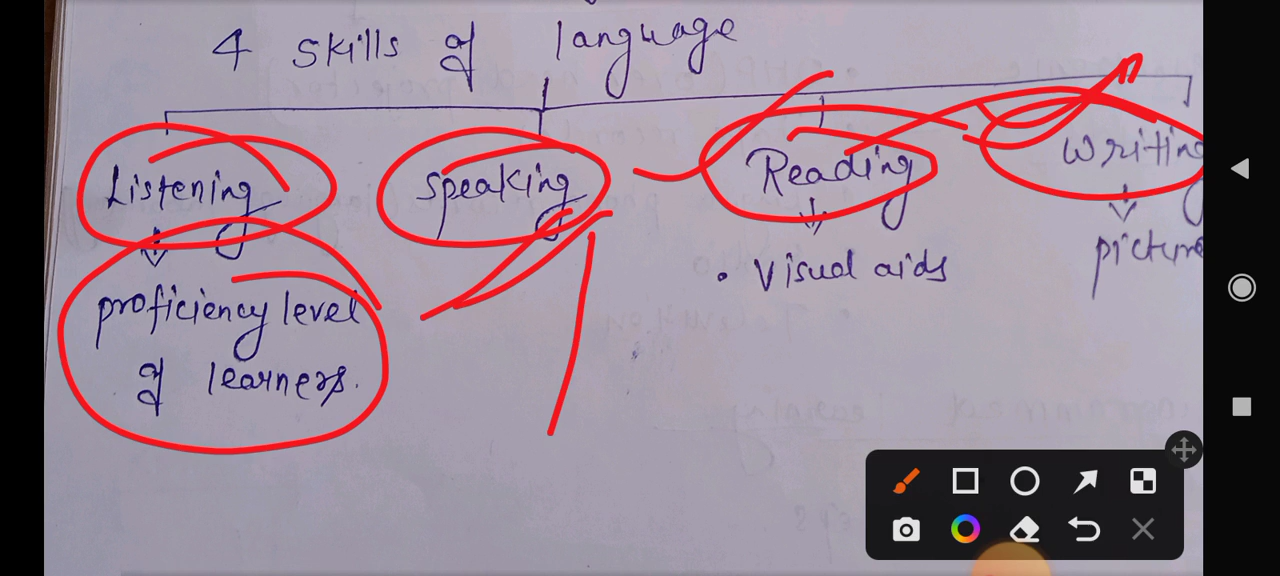 4 skills of language
Listening
speaking
Reading
writing
proficiency level
of learners.
• Visual aids
picture